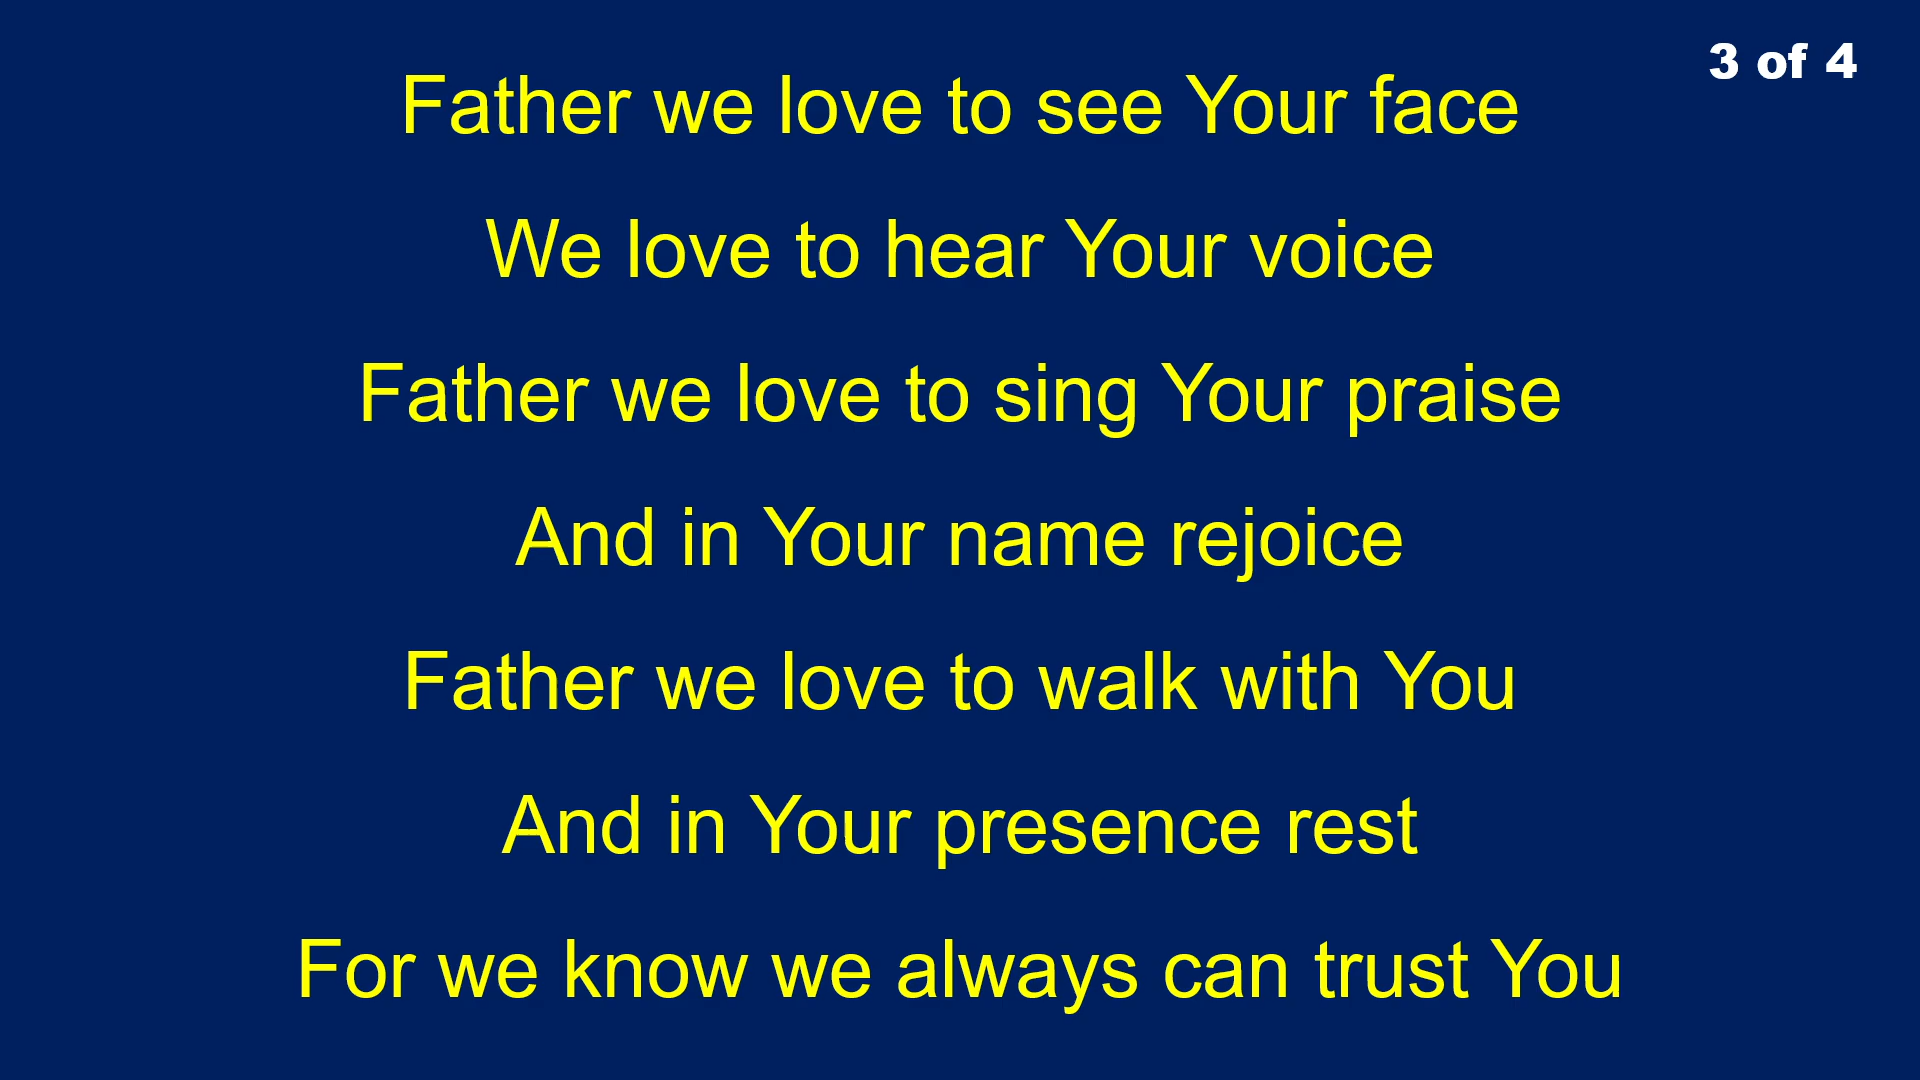 3 of 4
Father we love to see Your face
We love to hear Your voice
Father we love to sing Your praise
And in Your name rejoice
Father we love to walk with You
And in Your presence rest
For we know we always can trust You